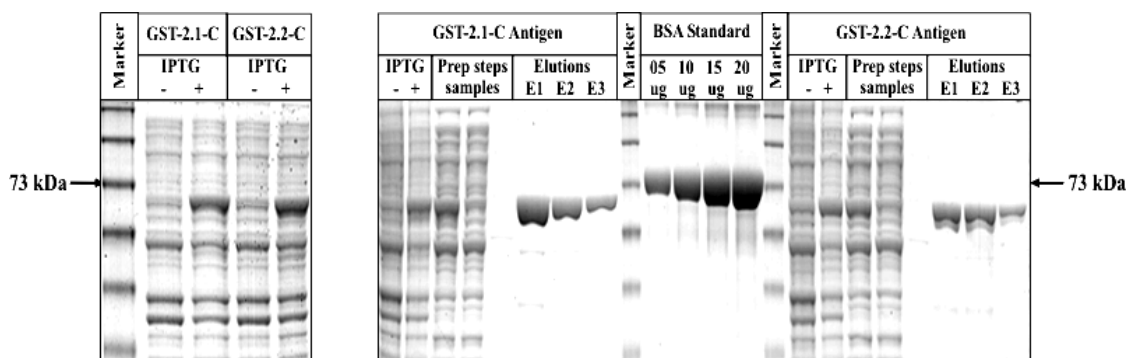 Marker
GST-2.1-C GST-2.2-C
IPTG IPTG
- + - +
73 kDa
GST-2.1-C Antigen
IPTG Prep steps Elutions
- + samples E1 E2 E3
Marker
BSA Standard
05 10 15 20
ug ug ug ug
Marker
GST-2.2-C Antigen
IPTG Prep steps Elutions
- + samples E1 E2 E3
73 kDa